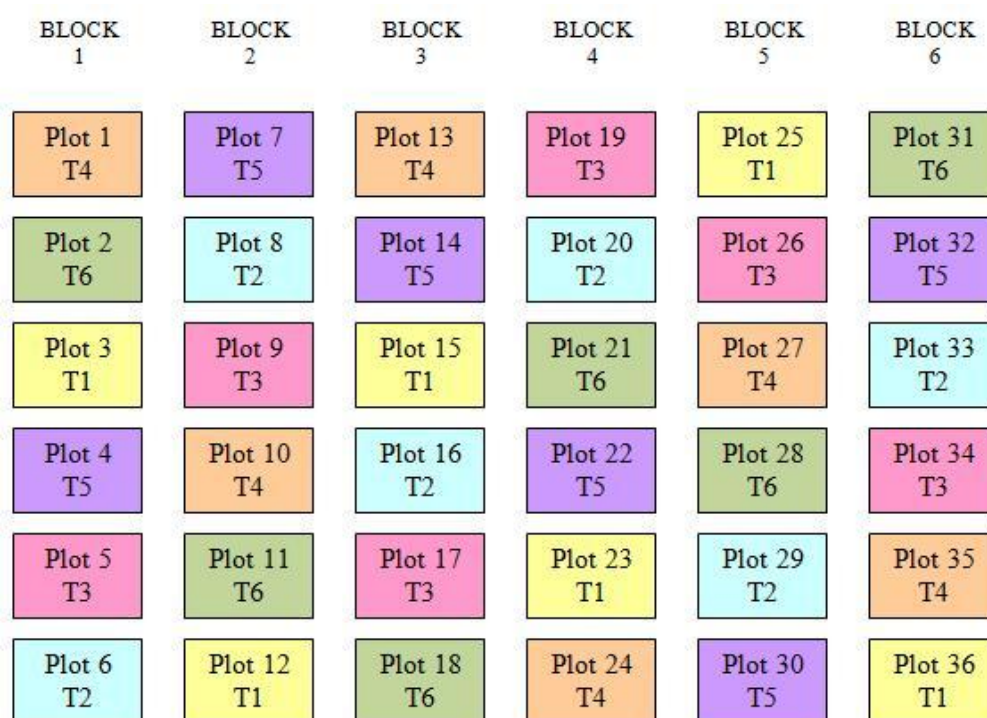 BLOCK
1
BLOCK
2
BLOCK
3
BLOCK
4
BLOCK
5
BLOCK
6
Plot 1
T4
Plot 7
T5
Plot 13
T4
Plot 19
T3
Plot 25
T1
Plot 31
T6
Plot 2
T6
Plot 8
T2
Plot 14
T5
Plot 20
T2
Plot 26
T3
Plot 32
T5
Plot 3
T1
Plot 9
T3
Plot 15
T1
Plot 21
T6
Plot 27
T4
Plot 33
T2
Plot 4
T5
Plot 10
T4
Plot 16
T2
Plot 22
T5
Plot 28
T6
Plot 34
T3
Plot 5
T3
Plot 11
T6
Plot 17
T3
Plot 23
T1
Plot 29
T2
Plot 35
T4
Plot 6
T2
Plot 12
T1
Plot 18
T6
Plot 24
T4
Plot 30
T5
Plot 36
T1